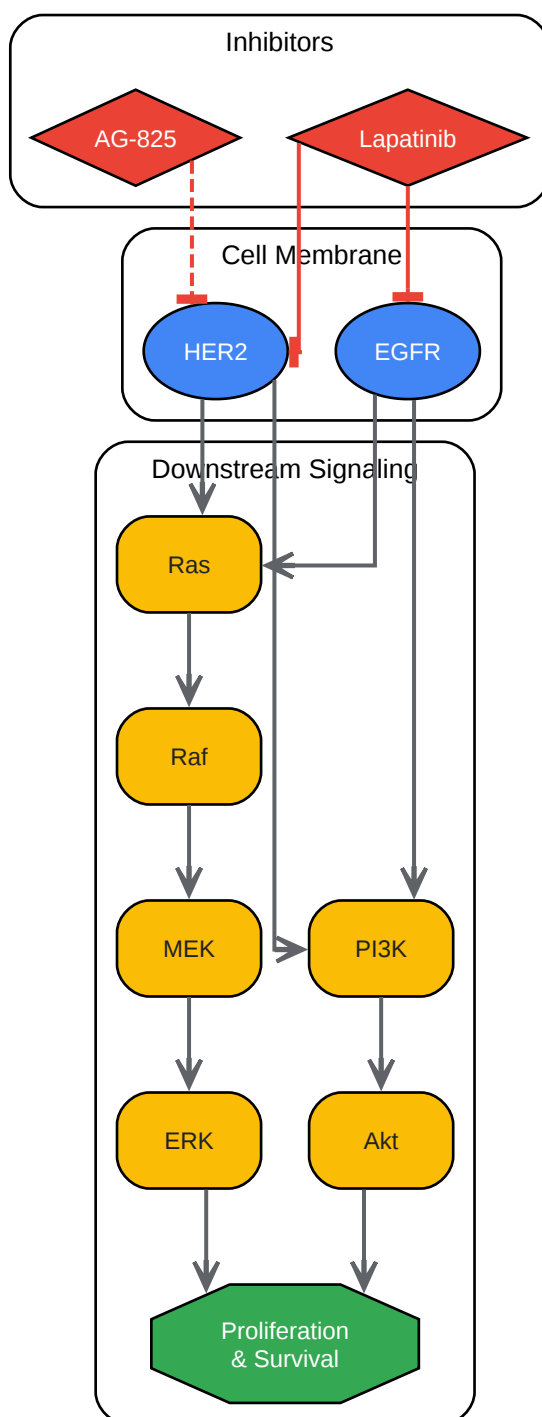 Inhibitors
AG-825
Lapatinib
Cell Membrane
HER2
EGFR
Downstream Signaling
Ras
Raf
MEK
PI3K
ERK
Akt
Proliferation
& Survival